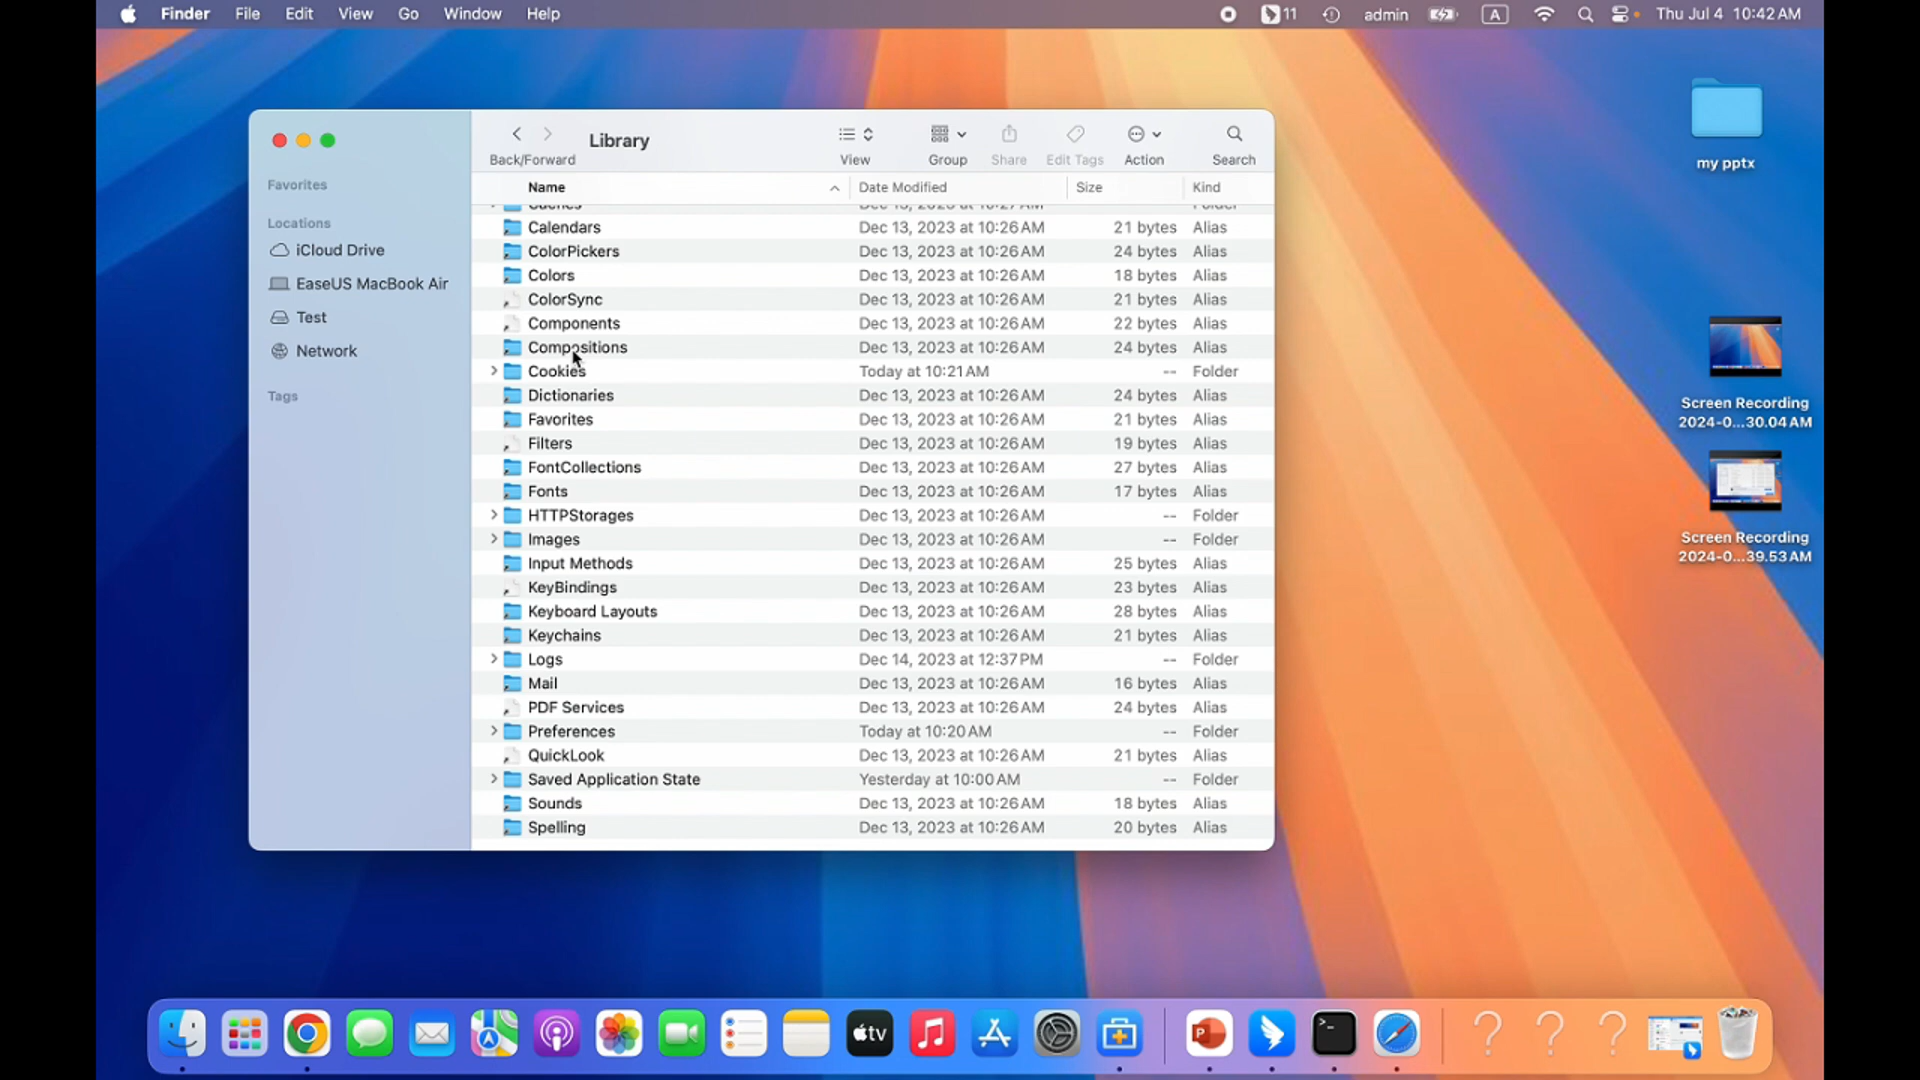 Finder File Edit View Go Window Help 11 admin A Thu Jul 4 10:42 AM
Library
Back/Forward View Group Share Edit Tags Action Search
Favorites
Locations
iCloud Drive
EaseUS MacBook Air
Test
Network
Tags
Name Date Modified Size Kind
Calendars Dec 13, 2023 at 10:26 AM 21 bytes Alias
ColorPickers Dec 13, 2023 at 10:26 AM 24 bytes Alias
Colors Dec 13, 2023 at 10:26 AM 18 bytes Alias
ColorSync Dec 13, 2023 at 10:26 AM 21 bytes Alias
Components Dec 13, 2023 at 10:26 AM 22 bytes Alias
Compositions Dec 13, 2023 at 10:26 AM 24 bytes Alias
Cookies Today at 10:21 AM -- Folder
Dictionaries Dec 13, 2023 at 10:26 AM 24 bytes Alias
Favorites Dec 13, 2023 at 10:26 AM 21 bytes Alias
Filters Dec 13, 2023 at 10:26 AM 19 bytes Alias
FontCollections Dec 13, 2023 at 10:26 AM 27 bytes Alias
Fonts Dec 13, 2023 at 10:26 AM 17 bytes Alias
HTTPStorages Dec 13, 2023 at 10:26 AM -- Folder
Images Dec 13, 2023 at 10:26 AM -- Folder
Input Methods Dec 13, 2023 at 10:26 AM 25 bytes Alias
KeyBindings Dec 13, 2023 at 10:26 AM 23 bytes Alias
Keyboard Layouts Dec 13, 2023 at 10:26 AM 28 bytes Alias
Keychains Dec 13, 2023 at 10:26 AM 21 bytes Alias
Logs Dec 14, 2023 at 12:37 PM -- Folder
Mail Dec 13, 2023 at 10:26 AM 16 bytes Alias
PDF Services Dec 13, 2023 at 10:26 AM 24 bytes Alias
Preferences Today at 10:20 AM -- Folder
QuickLook Dec 13, 2023 at 10:26 AM 21 bytes Alias
Saved Application State Yesterday at 10:00 AM -- Folder
Sounds Dec 13, 2023 at 10:26 AM 18 bytes Alias
Spelling Dec 13, 2023 at 10:26 AM 20 bytes Alias
my pptx
Screen Recording
2024-0...30.04 AM
Screen Recording
2024-0...39.53 AM
tv
P
? ? ?